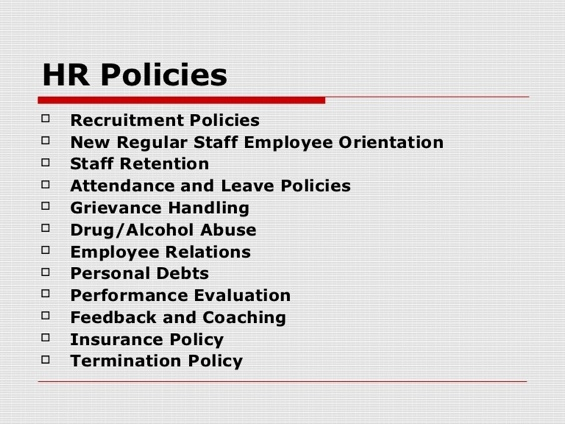 HR Policies
Recruitment Policies
New Regular Staff Employee Orientation
Staff Retention
Attendance and Leave Policies
Grievance Handling
Drug/Alcohol Abuse
Employee Relations
Personal Debts
Performance Evaluation
Feedback and Coaching
Insurance Policy
Termination Policy